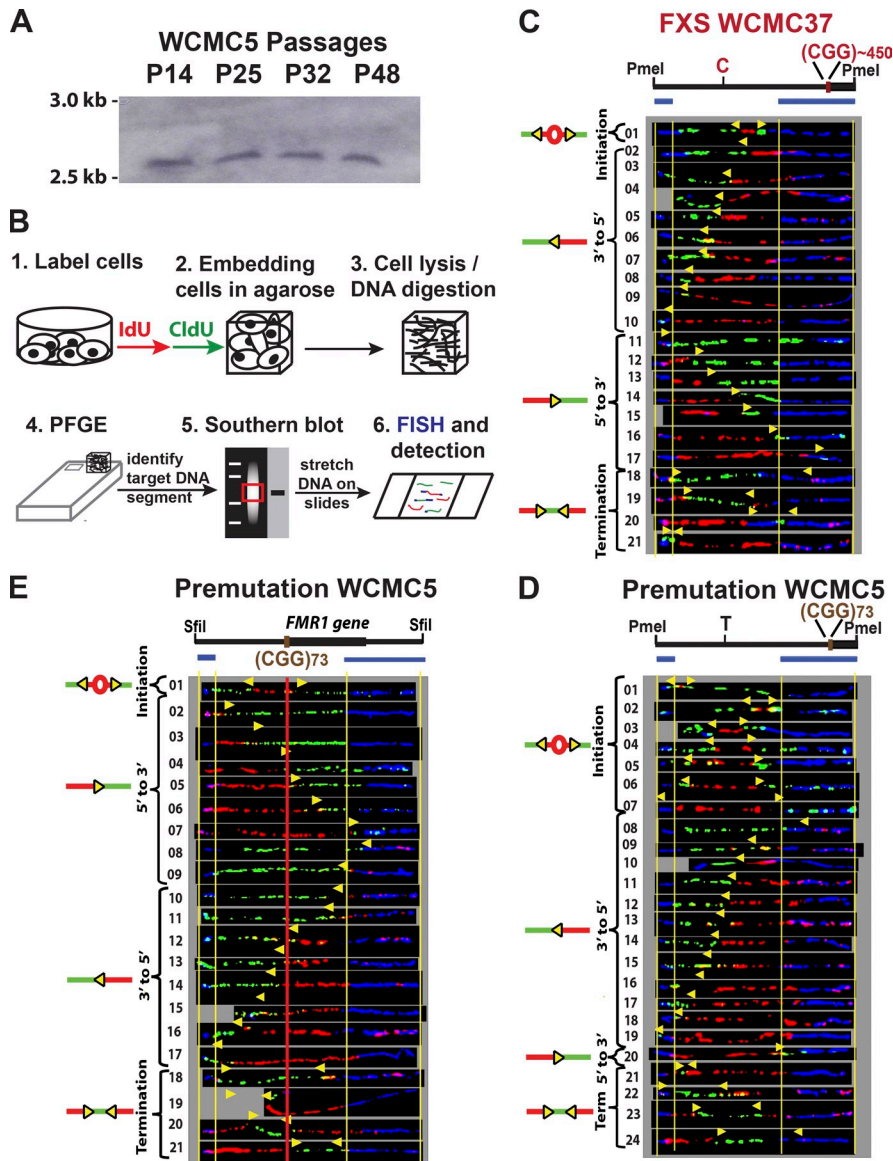 A
WCMC5 Passages
P14 P25 P32 P48
3.0 kb -
2.5 kb -
B
1. Label cells
2. Embedding cells in agarose
3. Cell lysis / DNA digestion
IdU
CldU
4. PFGE
5. Southern blot
6. FISH and detection
identify target DNA segment
stretch DNA on slides
C
FXS WCMC37
(CGG)~450
PmeI
C
PmeI
Initiation
3' to 5'
5' to 3'
Termination
01
02
03
04
05
06
07
08
09
10
11
12
13
14
15
16
17
18
19
20
21
E
Premutation WCMC5
SfiI
FMR1 gene
SfiI
(CGG)73
Initiation
5' to 3'
3' to 5'
Termination
01
02
03
04
05
06
07
08
09
10
11
12
13
14
15
16
17
18
19
20
21
D
Premutation WCMC5
(CGG)73
PmeI
T
PmeI
Initiation
3' to 5'
5' to 3'
Term
01
02
03
04
05
06
07
08
09
10
11
12
13
14
15
16
17
18
19
20
21
22
23
24